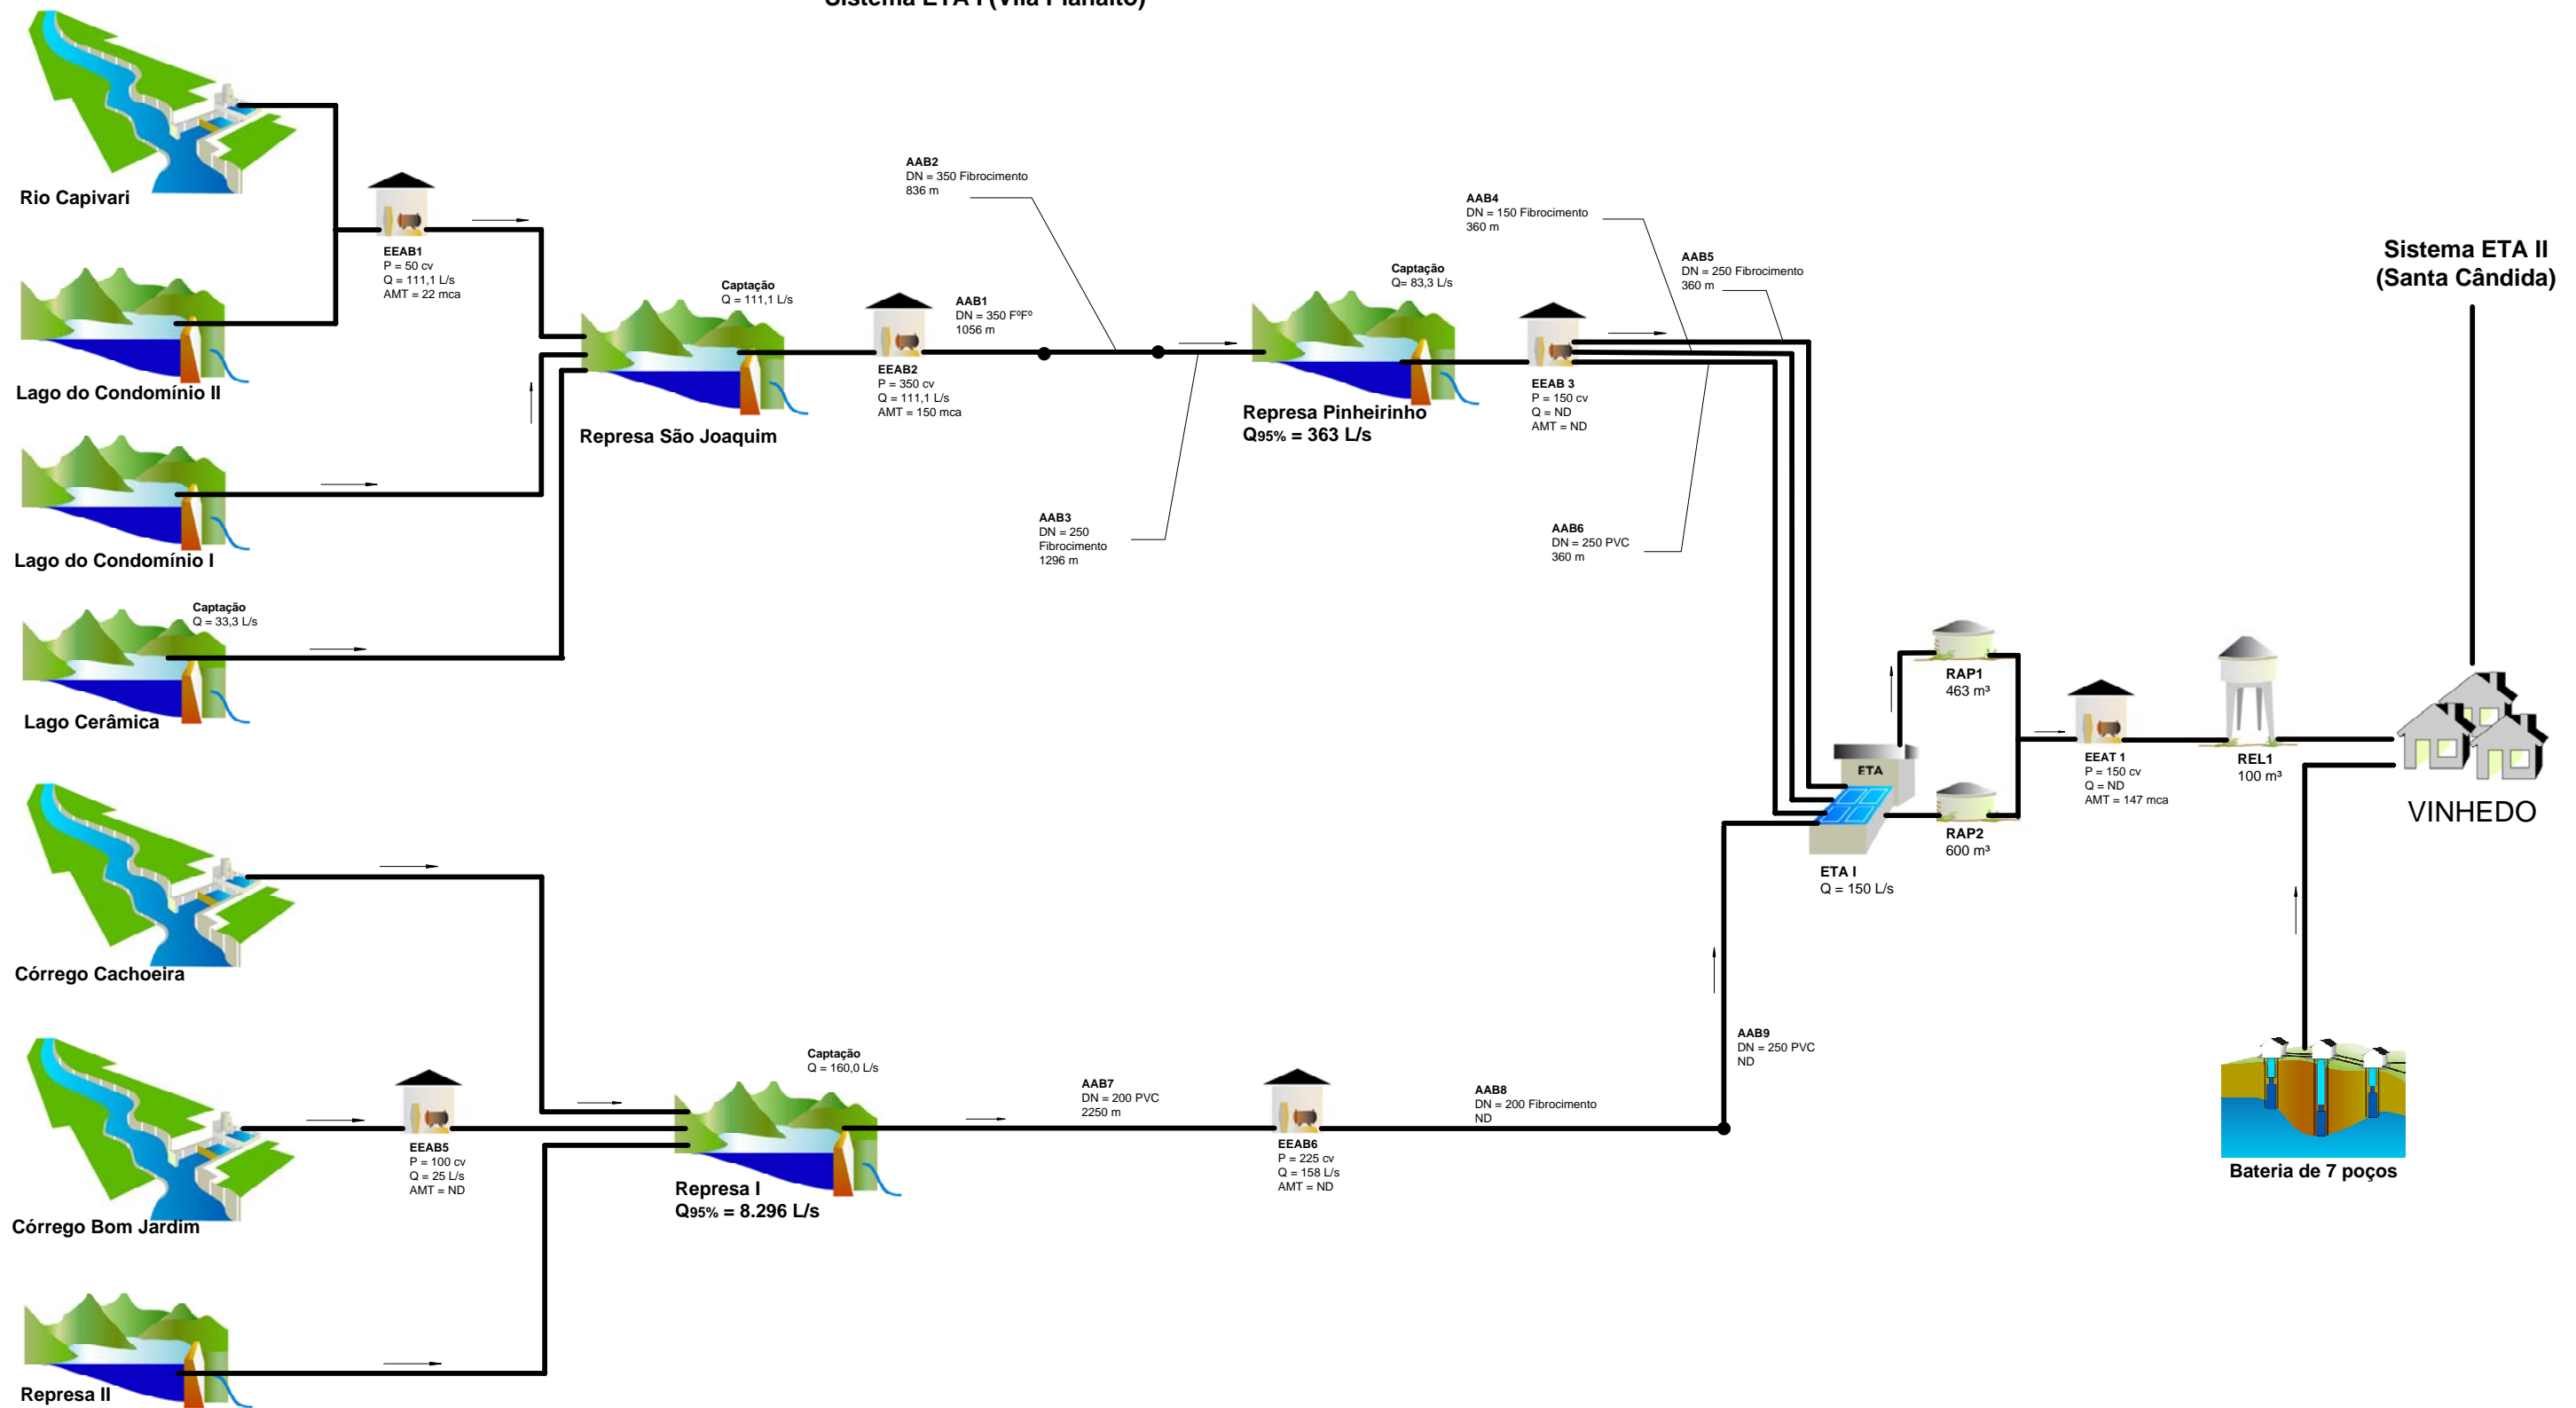 Sistema ETA I (Vila Planalto)
Rio Capivari
EEAB1
P = 50 cv
Q = 111,1 L/s
AMT = 22 mca
Lago do Condomínio II
Lago do Condomínio I
Captação
Q = 33,3 L/s
Lago Cerâmica
Captação
Q = 111,1 L/s
Represa São Joaquim
EEAB2
P = 350 cv
Q = 111,1 L/s
AMT = 150 mca
AAB1
DN = 350 FºFº
1056 m
AAB2
DN = 350 Fibrocimento
836 m
AAB3
DN = 250
Fibrocimento
1296 m
Captação
Q= 83,3 L/s
Represa Pinheirinho
Q95% = 363 L/s
EEAB 3
P = 150 cv
Q = ND
AMT = ND
AAB4
DN = 150 Fibrocimento
360 m
AAB5
DN = 250 Fibrocimento
360 m
AAB6
DN = 250 PVC
360 m
Sistema ETA II
(Santa Cândida)
ETA
ETA I
Q = 150 L/s
RAP1
463 m³
RAP2
600 m³
EEAT 1
P = 150 cv
Q = ND
AMT = 147 mca
REL1
100 m³
VINHEDO
Córrego Cachoeira
Córrego Bom Jardim
EEAB5
P = 100 cv
Q = 25 L/s
AMT = ND
Represa II
Captação
Q = 160,0 L/s
Represa I
Q95% = 8.296 L/s
AAB7
DN = 200 PVC
2250 m
EEAB6
P = 225 cv
Q = 158 L/s
AMT = ND
AAB8
DN = 200 Fibrocimento
ND
AAB9
DN = 250 PVC
ND
Bateria de 7 poços